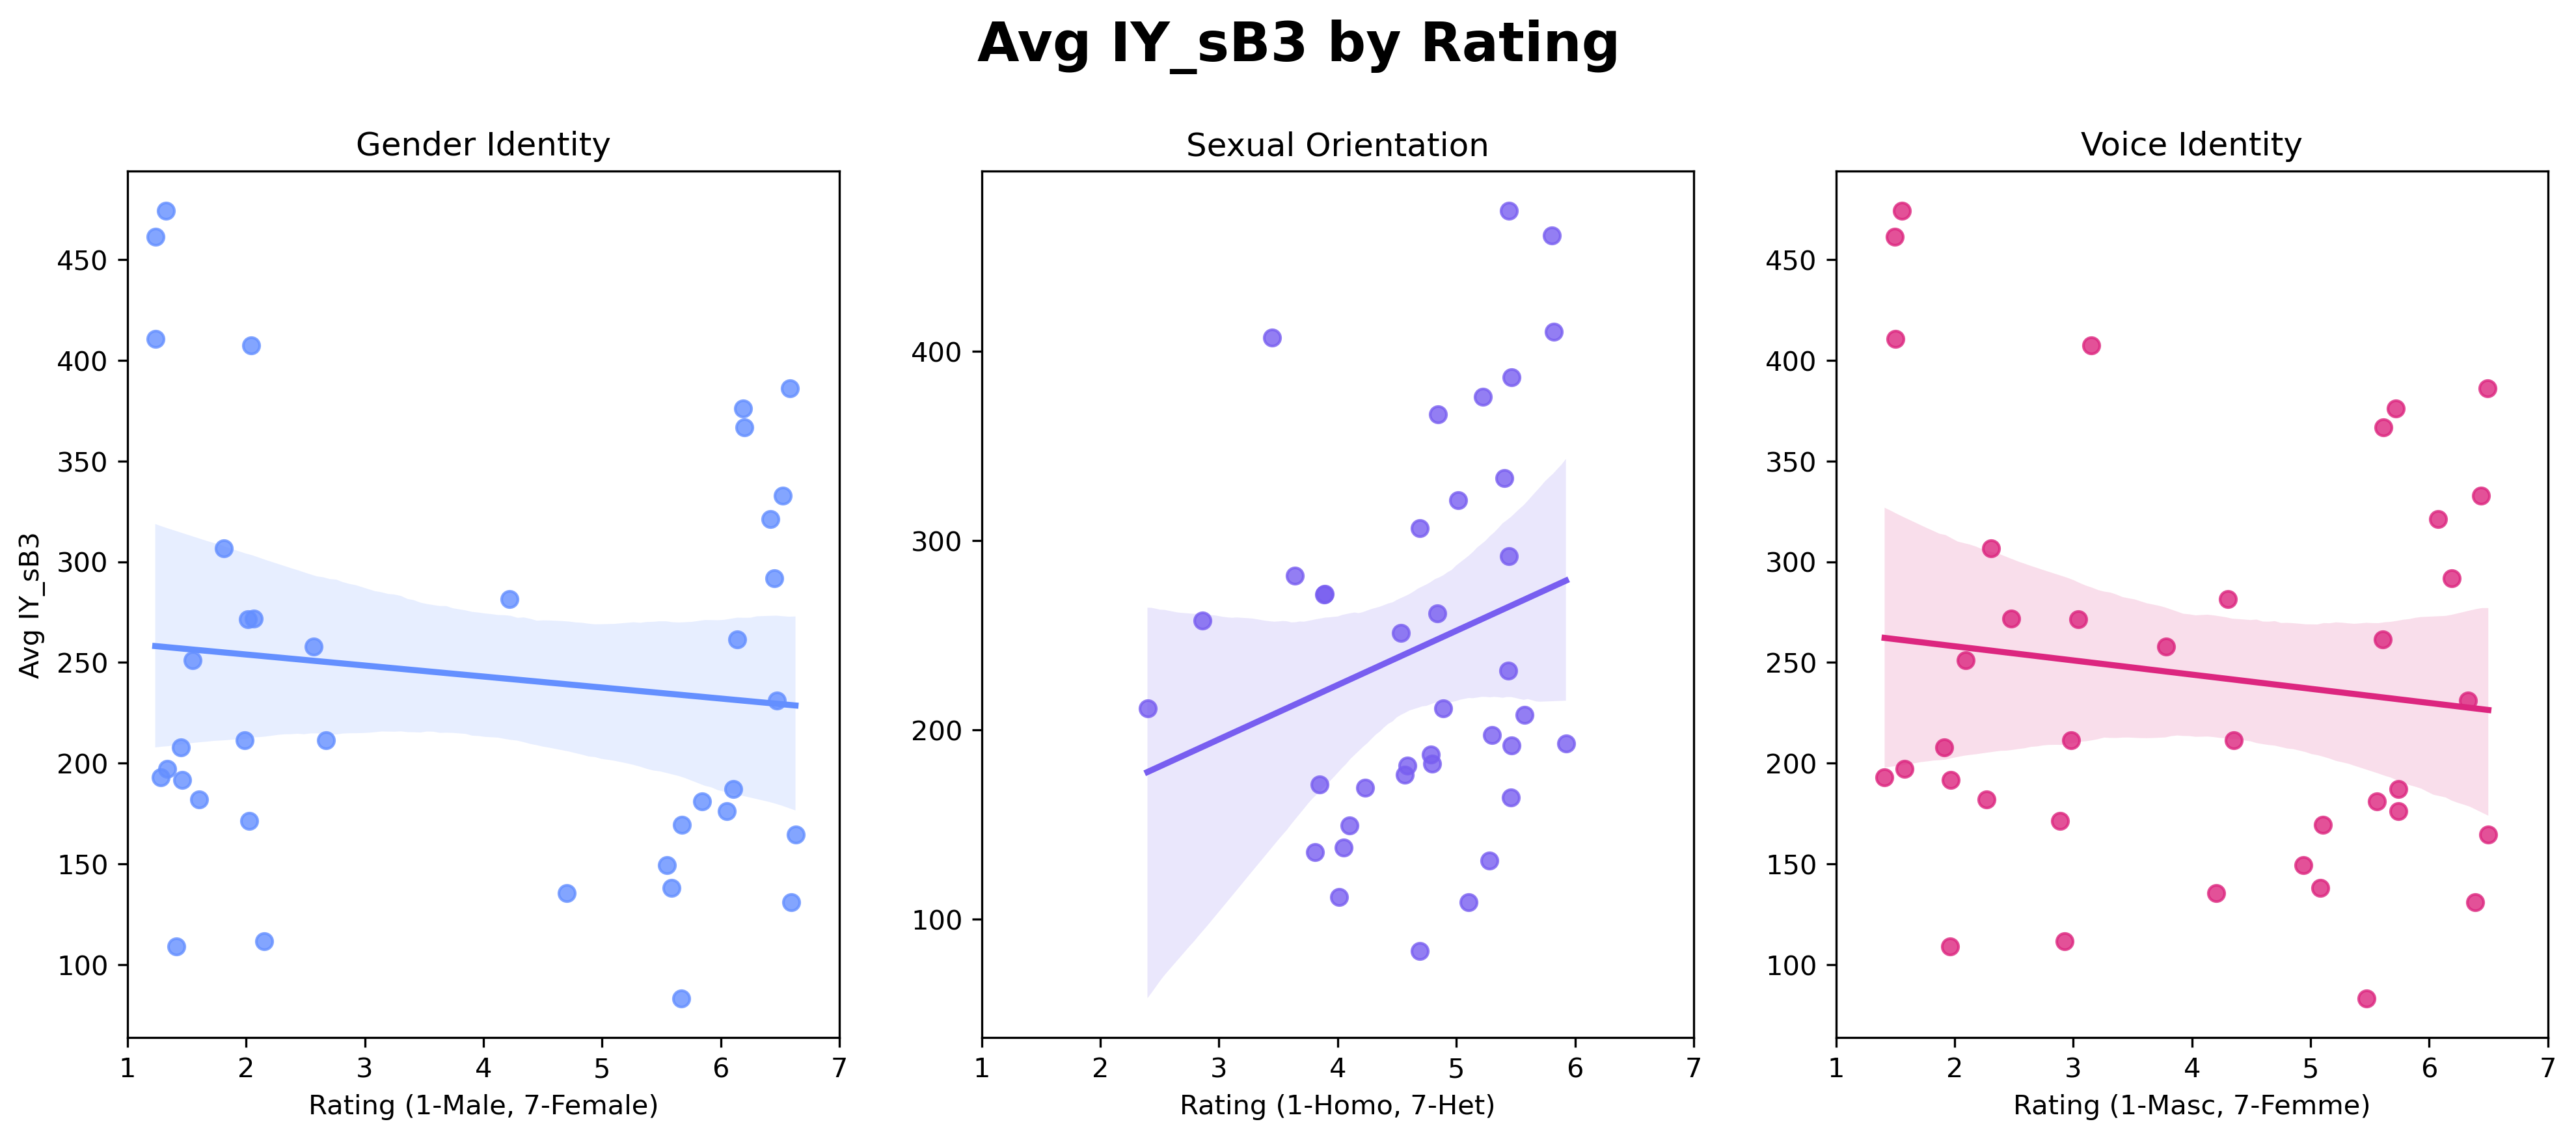 Avg IY_sB3 by Rating
Gender Identity
Sexual Orientation
Voice Identity
Avg IY_sB3
450
400
350
300
250
200
150
100
1 2 3 4 5 6 7
Rating (1-Male, 7-Female)
400
300
200
100
1 2 3 4 5 6 7
Rating (1-Homo, 7-Het)
450
400
350
300
250
200
150
100
1 2 3 4 5 6 7
Rating (1-Masc, 7-Femme)